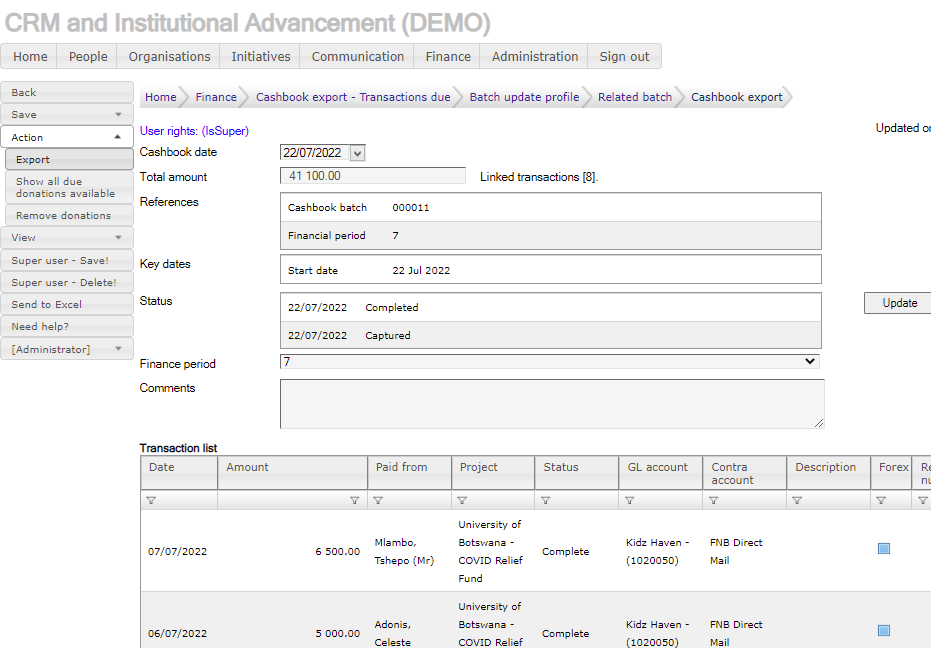 CRM and Institutional Advancement (DEMO)
Home People Organisations Initiatives Communication Finance Administration Sign out
Back
Save
Action
Export
Show all due
donations available
Remove donations
View
Super user - Save!
Super user - Delete!
Send to Excel
Need help?
[Administrator]
Home Finance Cashbook export - Transactions due Batch update profile Related batch Cashbook export
User rights: (IsSuper) Updated on
Cashbook date 22/07/2022
Total amount 41 100.00 Linked transactions [8].
References
Cashbook batch 000011
Financial period 7
Key dates
Start date 22 Jul 2022
Status
22/07/2022 Completed
22/07/2022 Captured
Update
Finance period 7
Comments
Transaction list
Date Amount Paid from Project Status GL account Contra Description Forex Re
account nu
University of
07/07/2022 6 500.00 Mlambo, Botswana - Complete Kidz Haven - FNB Direct
Tshepo (Mr) COVID Relief (1020050) Mail
Fund
University of
06/07/2022 5 000.00 Adonis, Botswana - Complete Kidz Haven - FNB Direct
Celeste COVID Relief (1020050) Mail